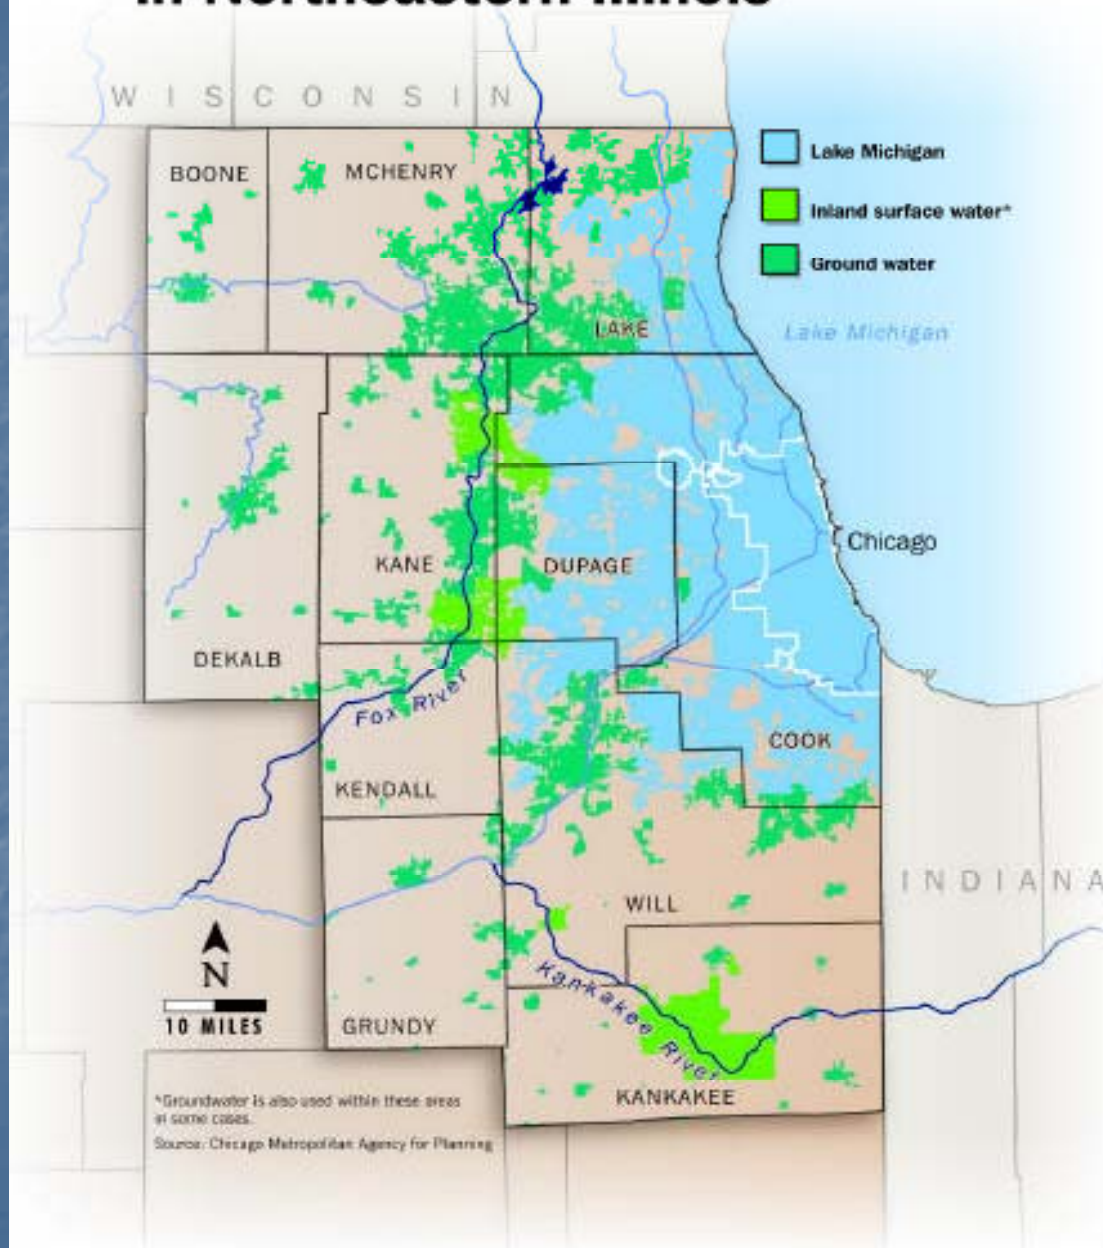 in Northeastern Illinois
WISCONSIN
BOONE
MCHENRY
Lake Michigan
Inland surface water*
Ground water
LAKE
Lake Michigan
Chicago
KANE
DUPAGE
DEKALB
Fox River
COOK
KENDALL
INDIANA
WILL
N
10 MILES
Kankakee River
GRUNDY
KANKAKEE
*Groundwater is also used within these areas
in some cases.
Source: Chicago Metropolitan Agency for Planning